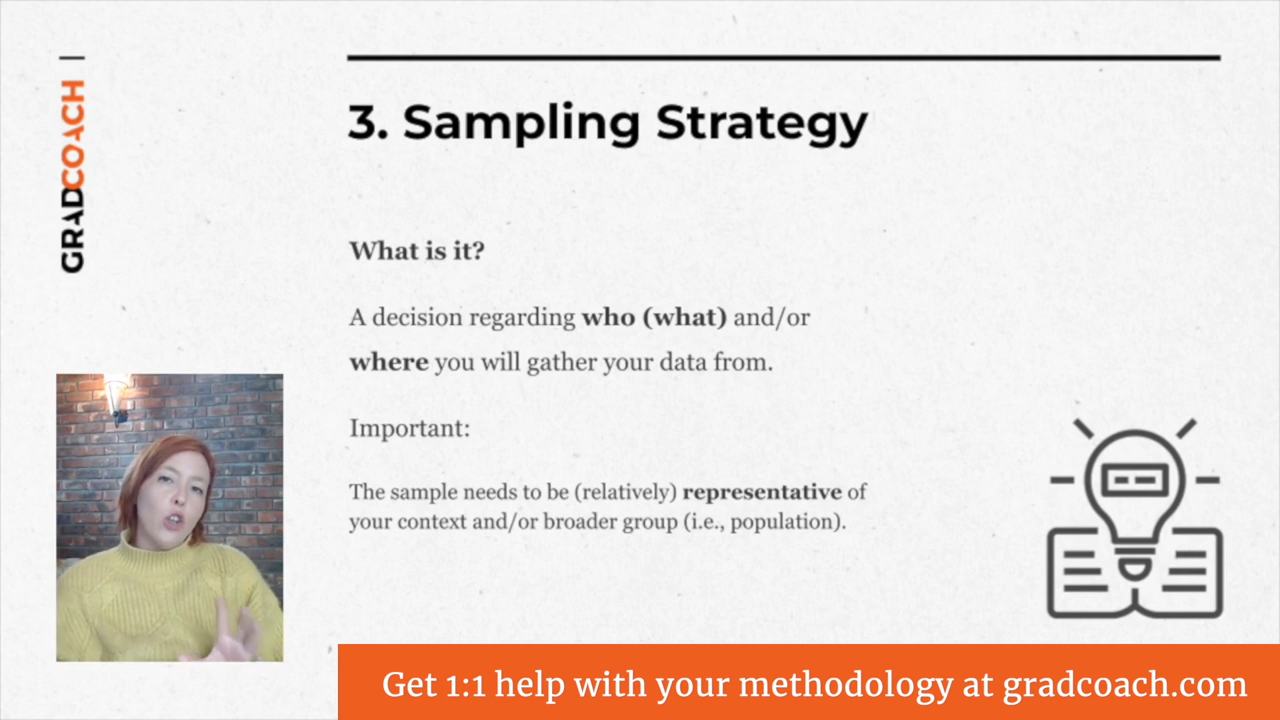 GRADCOACH
3. Sampling Strategy
What is it?
A decision regarding who (what) and/or
where you will gather your data from.
Important:
The sample needs to be (relatively) representative of
your context and/or broader group (i.e., population).
Get 1:1 help with your methodology at gradcoach.com